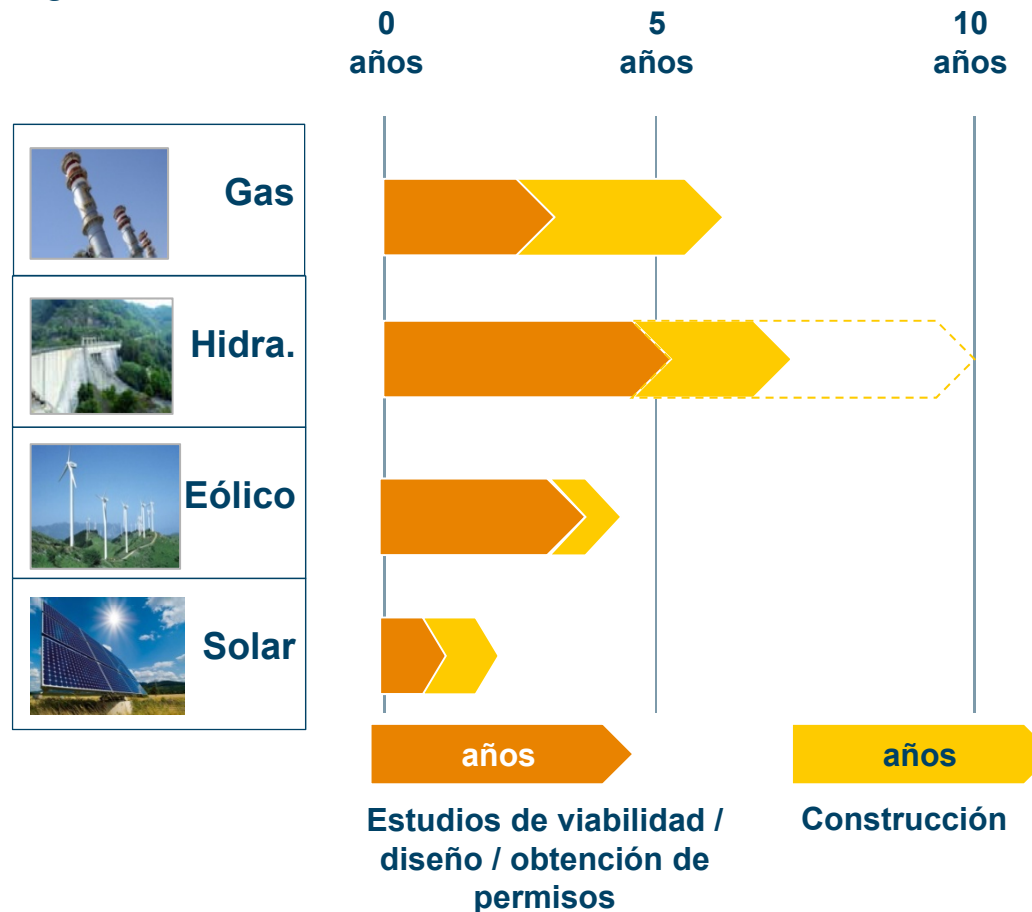 0
años
5
años
10
años
Gas
Hidra.
Eólico
Solar
años
años
Estudios de viabilidad /
diseño / obtención de
permisos
Construcción